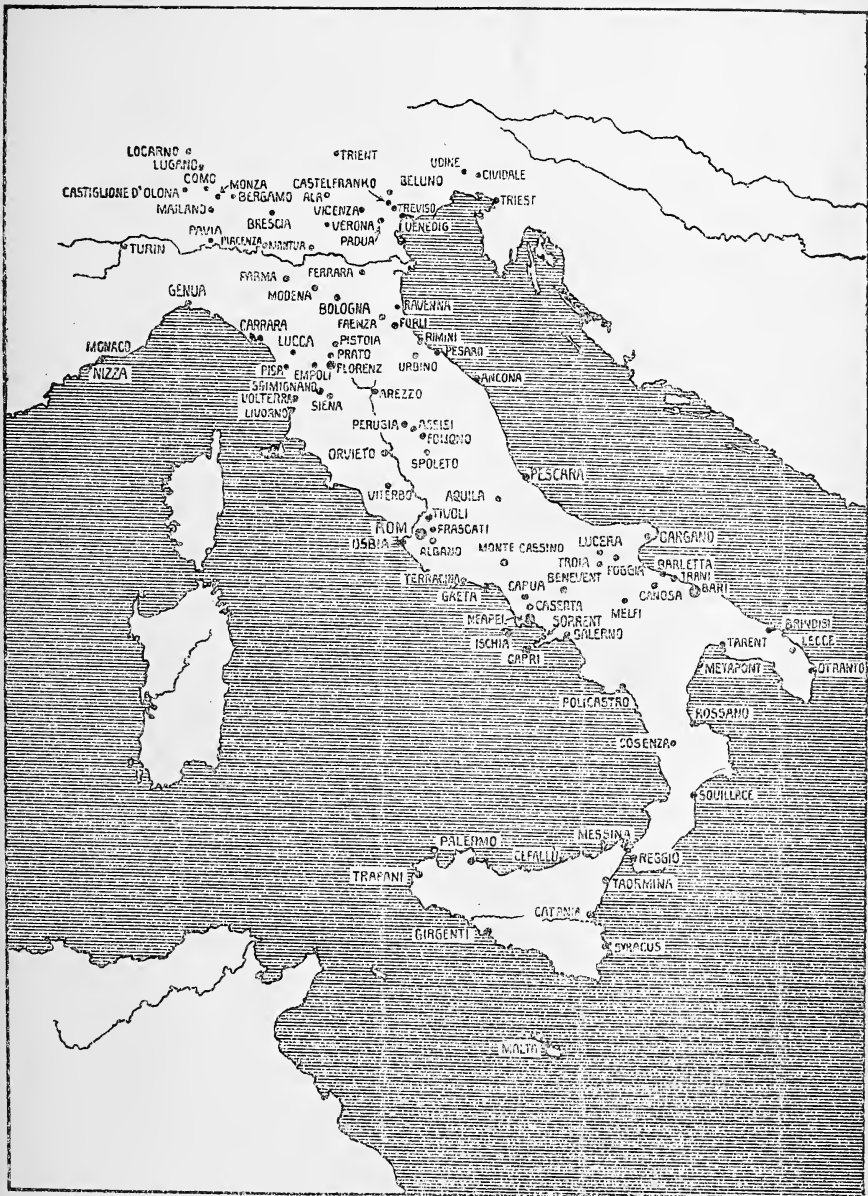 LOCARNO
LUGANO
TRIENT
UDINE
CIVIDALE
COMO
MONZA
CASTELFRANKO
BELUNO
CASTIGLIONE D'OLONA
BERGAMO
ALA
TREVISO
TRIEST
MAILAND
BRESCIA
VICENZA
VERONA
VENEDIG
PADUA
PAVIA
PIACENZA
MANTUA
TURIN
PARMA
FERRARA
GENUA
MODENA
BOLOGNA
RAVENNA
FAENZA
FORLI
CARRARA
LUCCA
PISTOIA
RIMINI
MONACO
PRATO
PESARO
NIZZA
PISA
EMPOLI
FLORENZ
URBINO
ANCONA
S.GIMIGNANO
VOLTERRA
SIENA
AREZZO
LIVORNO
PERUGIA
ASSISI
ORVIETO
SPOLETO
PESCARA
VITERBO
AQUILA
TIVOLI
ROM
FRASCATI
ALBANO
MONTE CASSINO
LUCERA
GARGANO
TROIA
FOGGIA
BARLETTA
TRANI
TERRACINA
BENEVENT
BARI
GAETA
CAPUA
CANOSA
CASERTA
MELFI
NEAPEL
SORRENT
BRINDISI
ISCHIA
SALERNO
TARENT
LECCE
CAPRI
METAPONT
OTRANTO
POLICASTRO
ROSSANO
COSENZA
SQUILLACE
MESSINA
PALERMO
CEFALLU
REGGIO
TRAPANI
TAORMINA
CATANIA
GIRGENTI
SYRACUS
MALTA